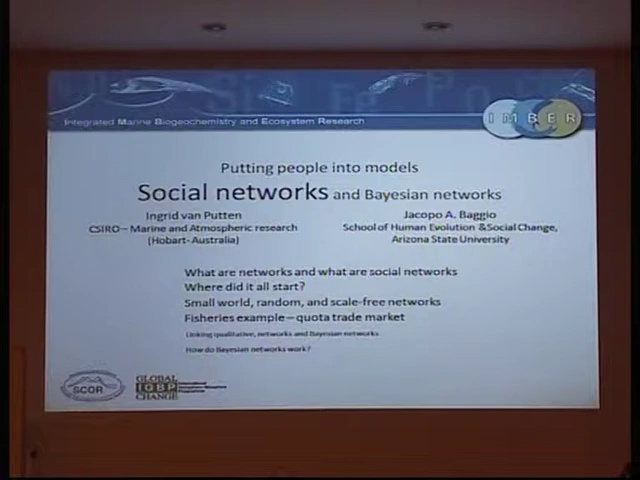 Integrated Marine Biogeochemistry and Ecosystem Research
IMBER
Putting people into models
Social networks and Bayesian networks
Ingrid van Putten
CSIRO – Marine and Atmospheric research
(Hobart- Australia)
Jacopo A. Baggio
School of Human Evolution &Social Change,
Arizona State University
What are networks and what are social networks
Where did it all start?
Small world, random, and scale-free networks
Fisheries example – quota trade market
Linking qualitative, networks and Bayesian networks
How do Bayesian networks work?
SCOR
GLOBAL
IGBP
CHANGE